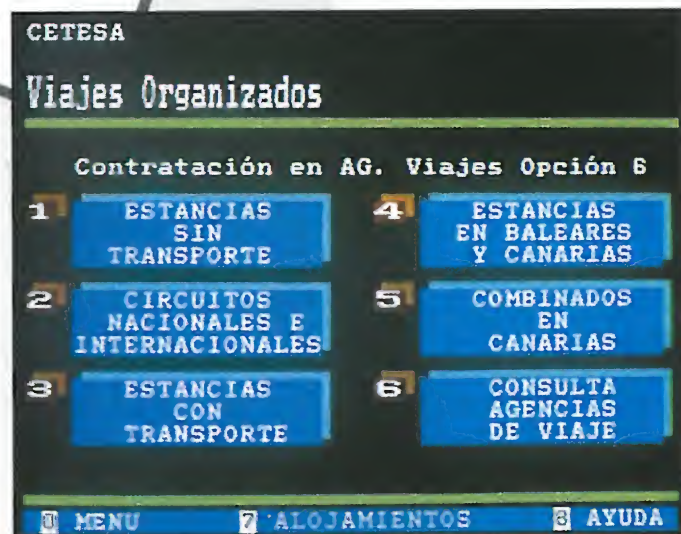 CETESA
Viajes Organizados
Contratación en AG. Viajes Opción 6
1 ESTANCIAS
SIN
TRANSPORTE
2 CIRCUITOS
NACIONALES E
INTERNACIONALES
3 ESTANCIAS
CON
TRANSPORTE
4 ESTANCIAS
EN BALEARES
Y CANARIAS
5 COMBINADOS
EN
CANARIAS
6 CONSULTA
AGENCIAS
DE VIAJE
0 MENU 7 ALOJAMIENTOS 8 AYUDA